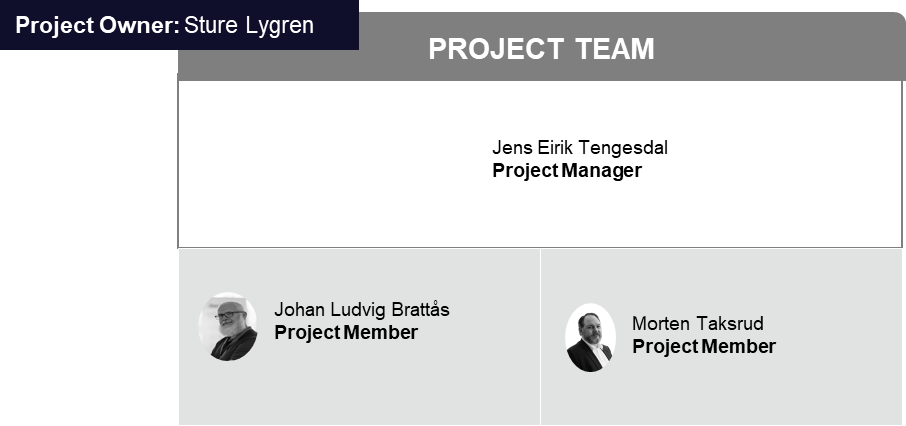 Project Owner: Sture Lygren
PROJECT TEAM
Jens Eirik Tengesdal
Project Manager
Johan Ludvig Brattås
Project Member
Morten Taksrud
Project Member